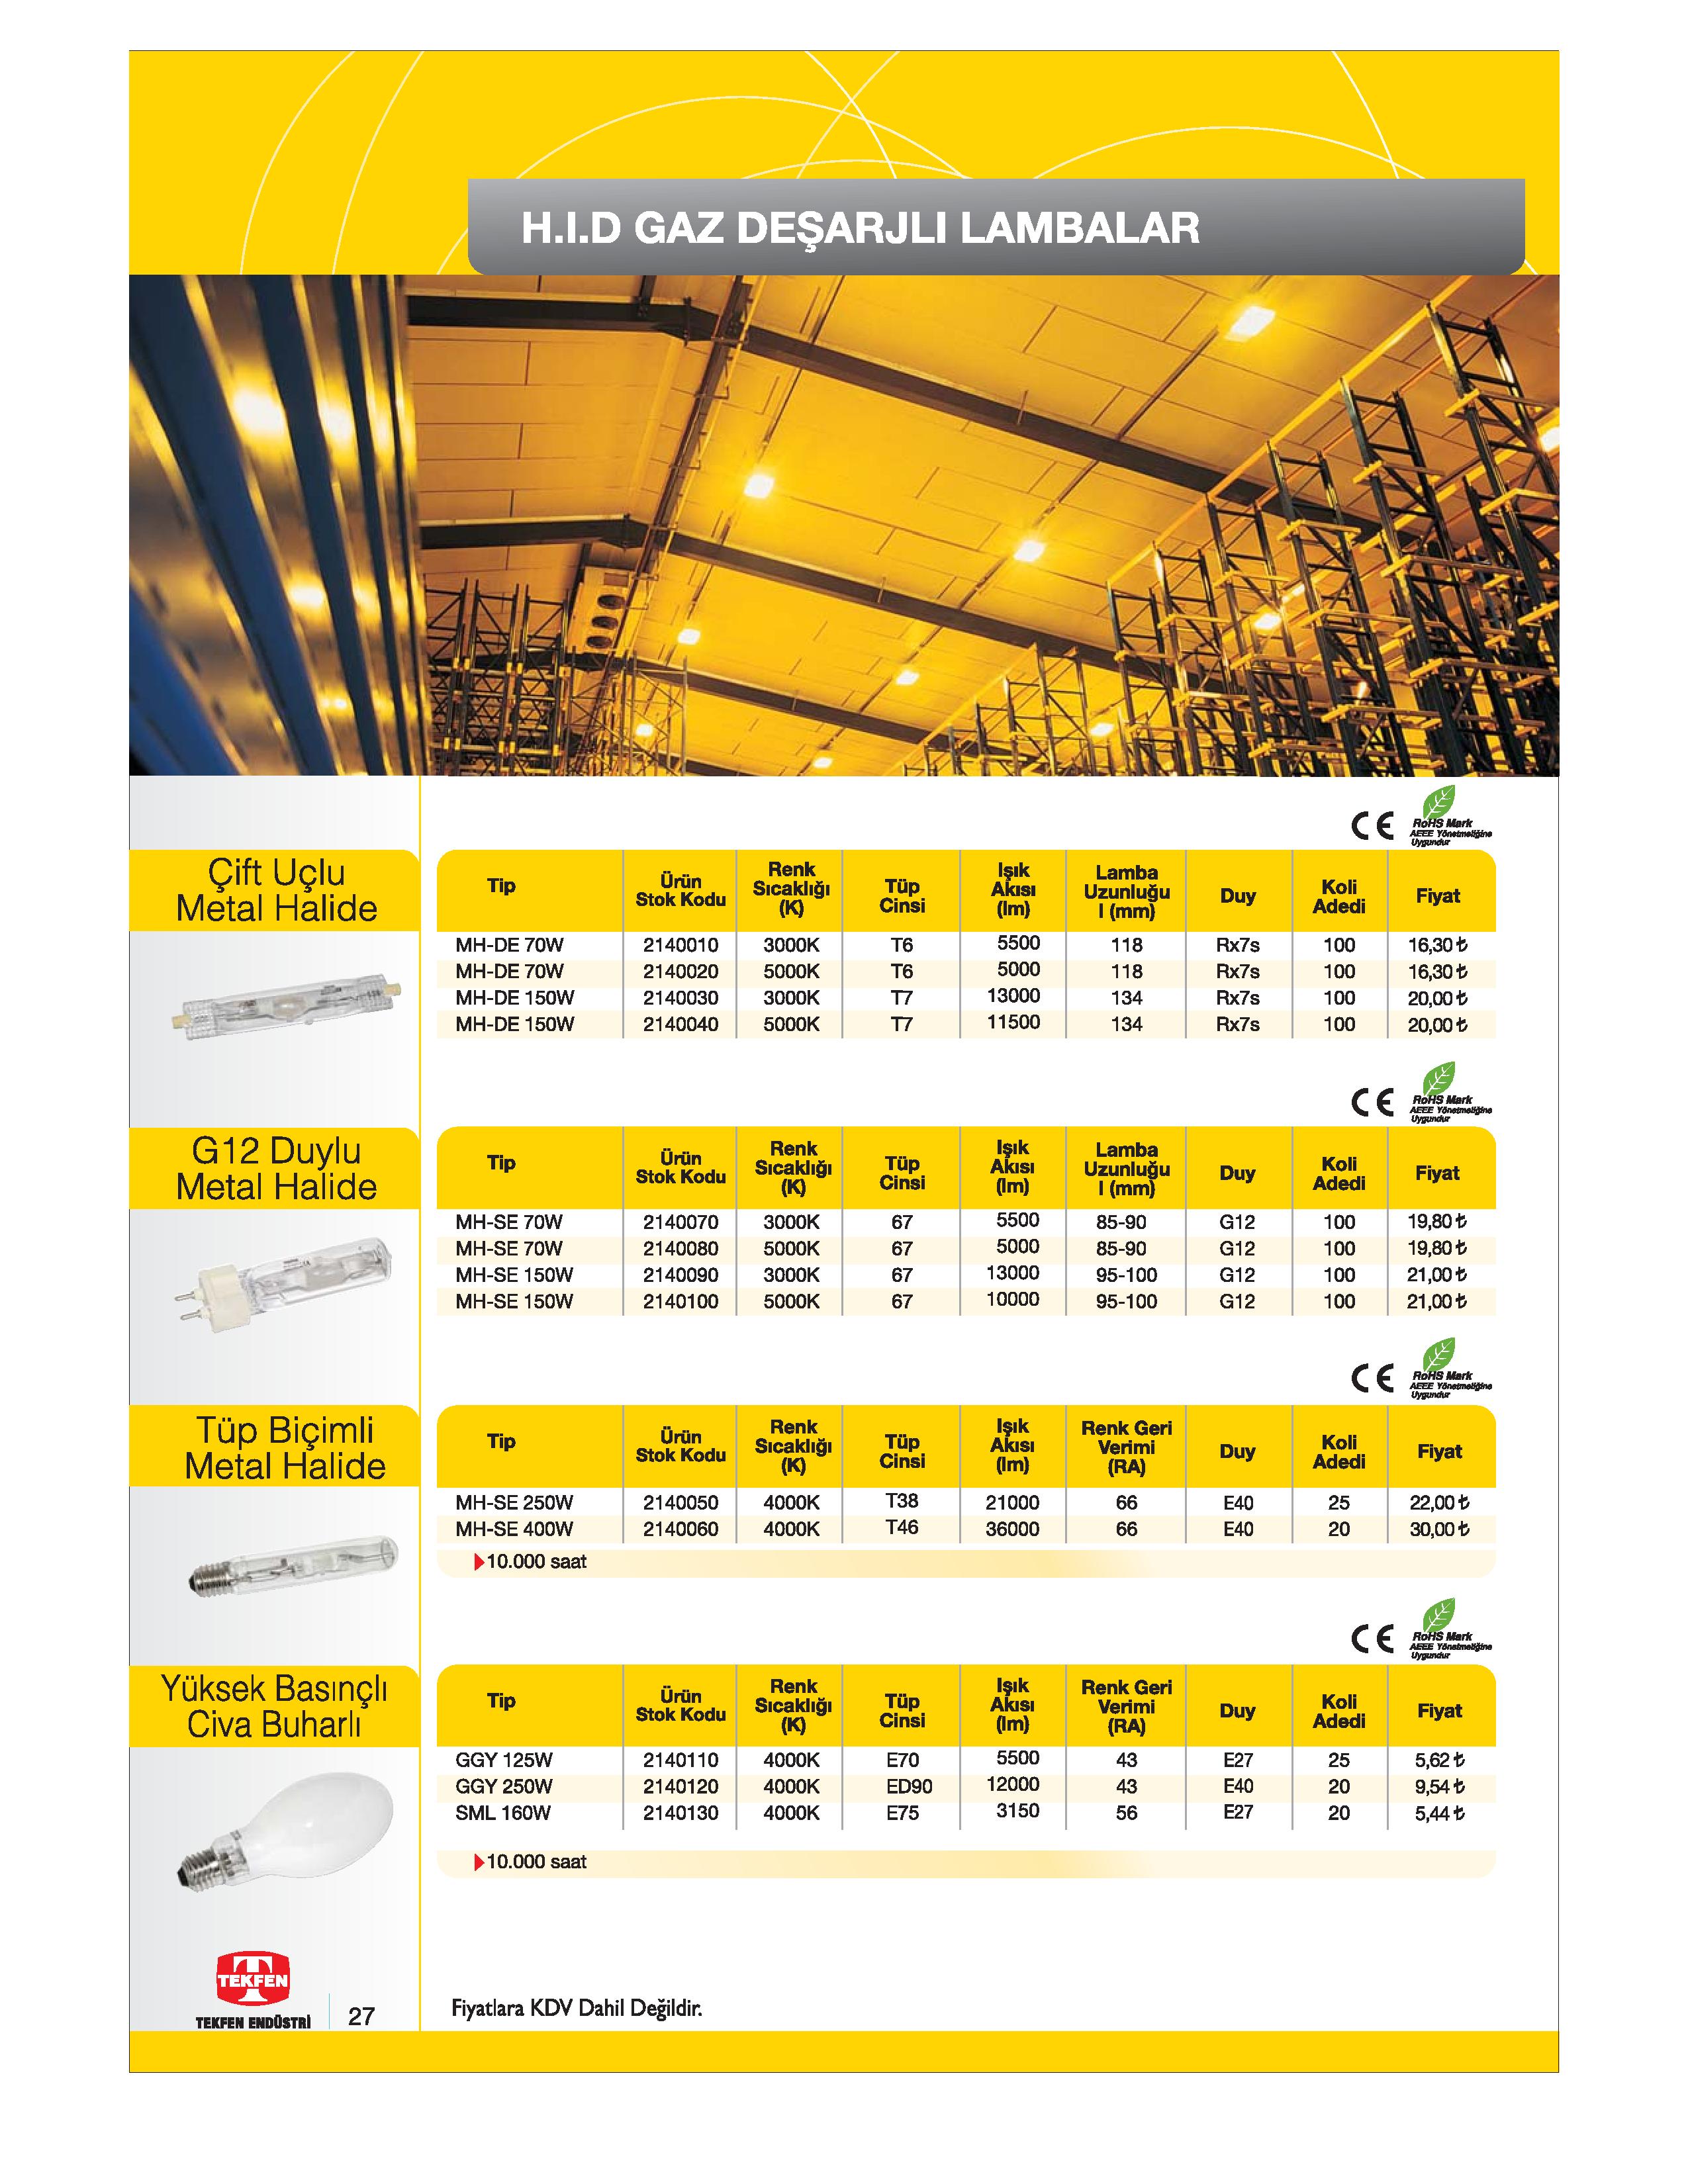 H.I.D GAZ DEŞARJLI LAMBALAR
CE
RoHS Mark
AEEE Yönetmeliğine
Uygundur
Çift Uçlu
Metal Halide
Tip Ürün Stok Kodu Renk Sıcaklığı (K) Tüp Cinsi Işık Akısı (lm) Lamba Uzunluğu l (mm) Duy Koli Adedi Fiyat
MH-DE 70W 2140010 3000K T6 5500 118 Rx7s 100 16,30 ₺
MH-DE 70W 2140020 5000K T6 5000 118 Rx7s 100 16,30 ₺
MH-DE 150W 2140030 3000K T7 13000 134 Rx7s 100 20,00 ₺
MH-DE 150W 2140040 5000K T7 11500 134 Rx7s 100 20,00 ₺
CE
RoHS Mark
AEEE Yönetmeliğine
Uygundur
G12 Duylu
Metal Halide
Tip Ürün Stok Kodu Renk Sıcaklığı (K) Tüp Cinsi Işık Akısı (lm) Lamba Uzunluğu l (mm) Duy Koli Adedi Fiyat
MH-SE 70W 2140070 3000K 67 5500 85-90 G12 100 19,80 ₺
MH-SE 70W 2140080 5000K 67 5000 85-90 G12 100 19,80 ₺
MH-SE 150W 2140090 3000K 67 13000 95-100 G12 100 21,00 ₺
MH-SE 150W 2140100 5000K 67 10000 95-100 G12 100 21,00 ₺
CE
RoHS Mark
AEEE Yönetmeliğine
Uygundur
Tüp Biçimli
Metal Halide
Tip Ürün Stok Kodu Renk Sıcaklığı (K) Tüp Cinsi Işık Akısı (lm) Renk Geri Verimi (RA) Duy Koli Adedi Fiyat
MH-SE 250W 2140050 4000K T38 21000 66 E40 25 22,00 ₺
MH-SE 400W 2140060 4000K T46 36000 66 E40 20 30,00 ₺
10.000 saat
CE
RoHS Mark
AEEE Yönetmeliğine
Uygundur
Yüksek Basınçlı
Civa Buharlı
Tip Ürün Stok Kodu Renk Sıcaklığı (K) Tüp Cinsi Işık Akısı (lm) Renk Geri Verimi (RA) Duy Koli Adedi Fiyat
GGY 125W 2140110 4000K E70 5500 43 E27 25 5,62 ₺
GGY 250W 2140120 4000K ED90 12000 43 E40 20 9,54 ₺
SML 160W 2140130 4000K E75 3150 56 E27 20 5,44 ₺
10.000 saat
TEKFEN
TEKFEN ENDÜSTRİ
27
Fiyatlara KDV Dahil Değildir.